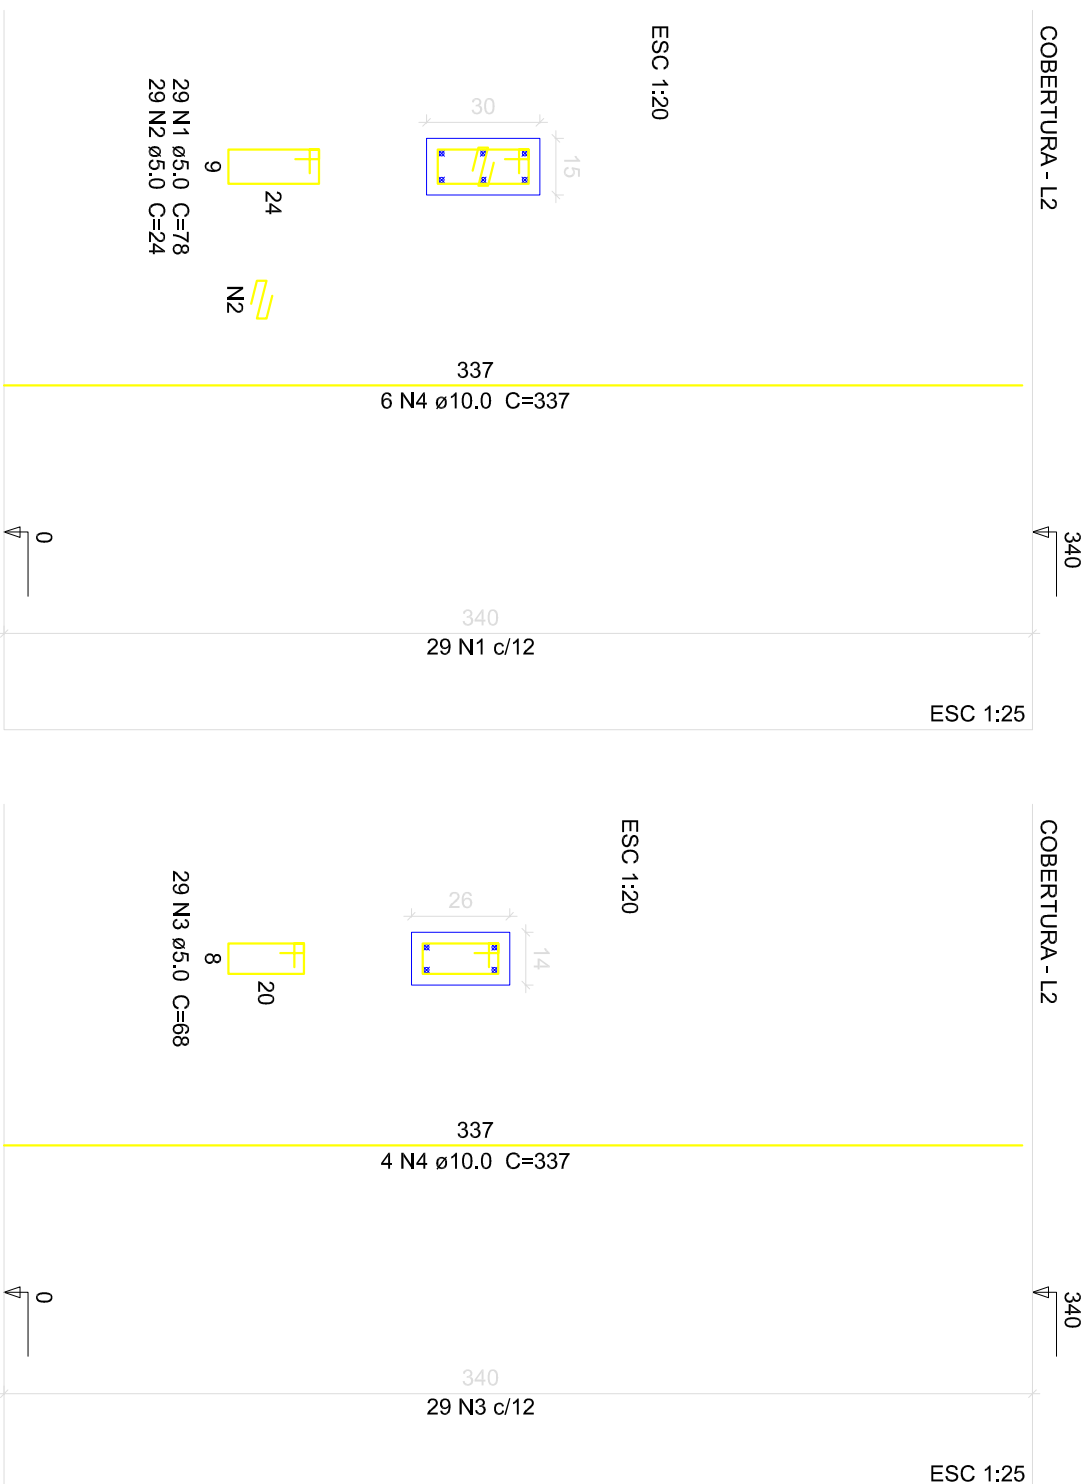 COBERTURA - L2
ESC 1:20
30
15
29 N1 ø5.0 C=78
29 N2 ø5.0 C=24
9
24
N2
337
6 N4 ø10.0 C=337
0
340
340
29 N1 c/12
ESC 1:25
COBERTURA - L2
ESC 1:20
26
14
29 N3 ø5.0 C=68
8
20
337
4 N4 ø10.0 C=337
0
340
340
29 N3 c/12
ESC 1:25